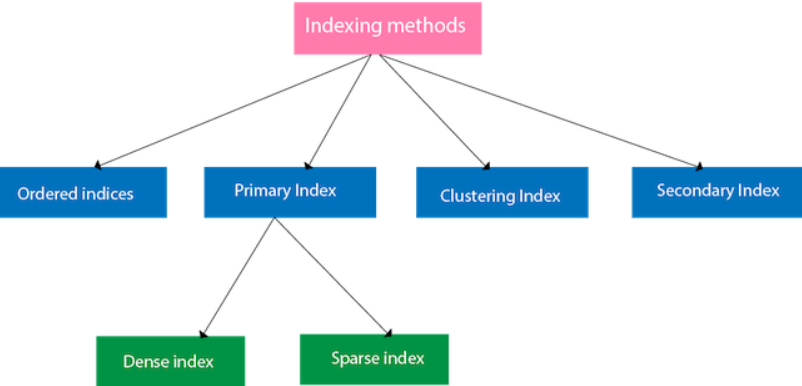 Indexing methods
Ordered indices
Primary Index
Clustering Index
Secondary Index
Dense index
Sparse index